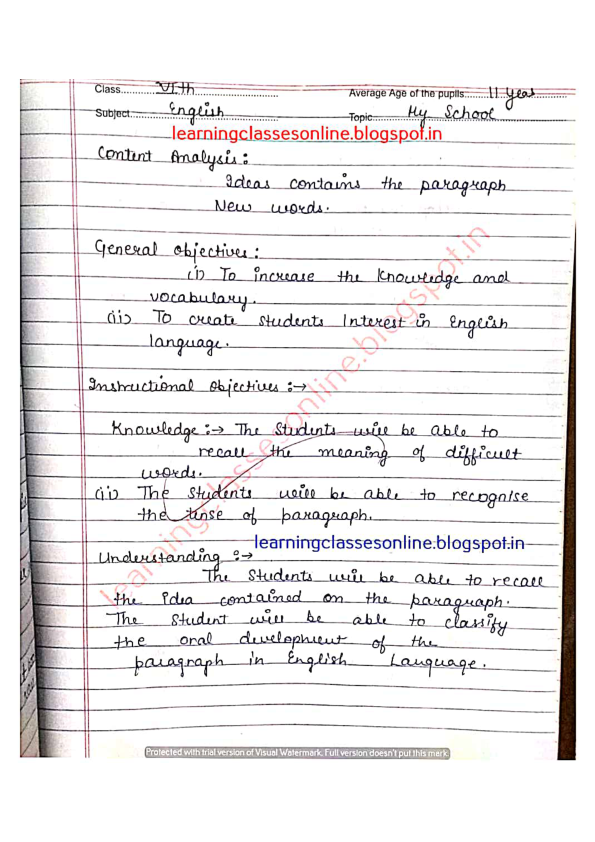 Class............VIth..............................
Average Age of the pupils.........11 year...........
Subject............English..............................
Topic............My School..............
learningclassesonline.blogspot.in
Content Analysis :
Ideas contains the paragraph
New words.
General objectives :
(i) To increase the knowledge and
vocabulary.
(ii) To create students Interest in English
language.
Instructional objectives :→
Knowledge :→ The students will be able to
recall the meaning of difficult
words.
(ii) The students will be able to recognise
the tense of paragraph.
learningclassesonline.blogspot.in
Understanding :→
The students will be able to recall
the idea contained on the paragraph.
The student will be able to classify
the oral development of the
paragraph in English Language.
learningclassesonline.blogspot.in
Protected with trial version of Visual Watermark. Full version doesn't put this mark.